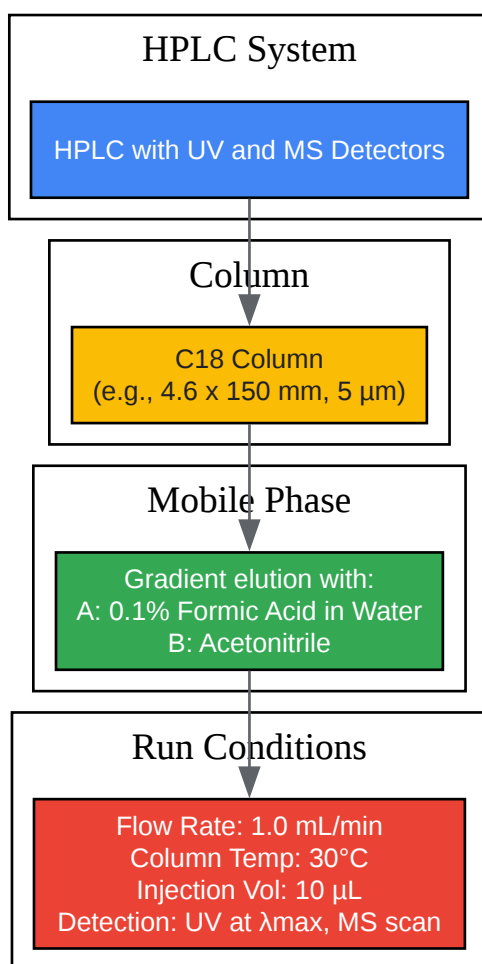 HPLC System
HPLC with UV and MS Detectors
Column
C18 Column
(e.g., 4.6 x 150 mm, 5 µm)
Mobile Phase
Gradient elution with:
A: 0.1% Formic Acid in Water
B: Acetonitrile
Run Conditions
Flow Rate: 1.0 mL/min
Column Temp: 30°C
Injection Vol: 10 µL
Detection: UV at λmax, MS scan